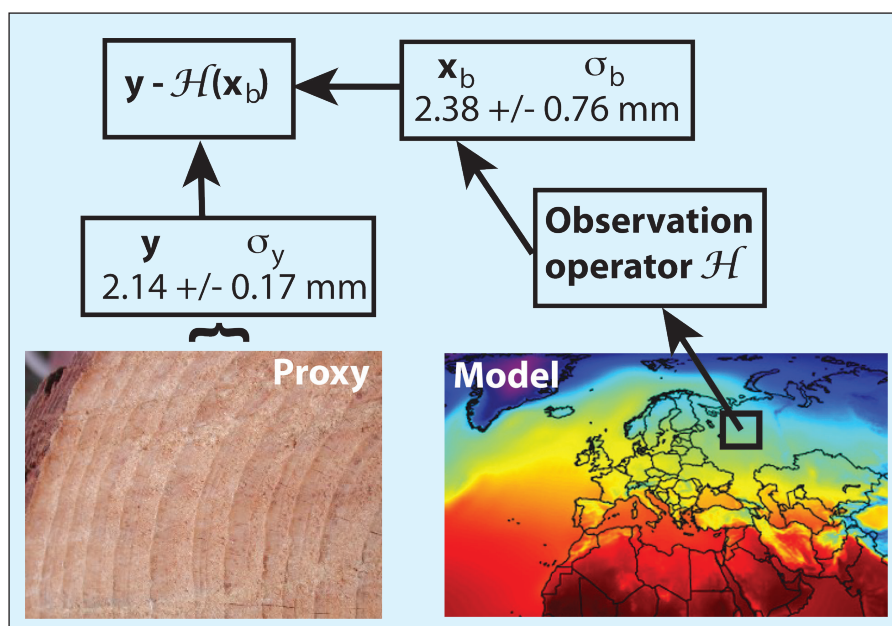 y - ℋ(x_b)
x_b σ_b
2.38 +/- 0.76 mm
y σ_y
2.14 +/- 0.17 mm
Observation
operator ℋ
Proxy
Model